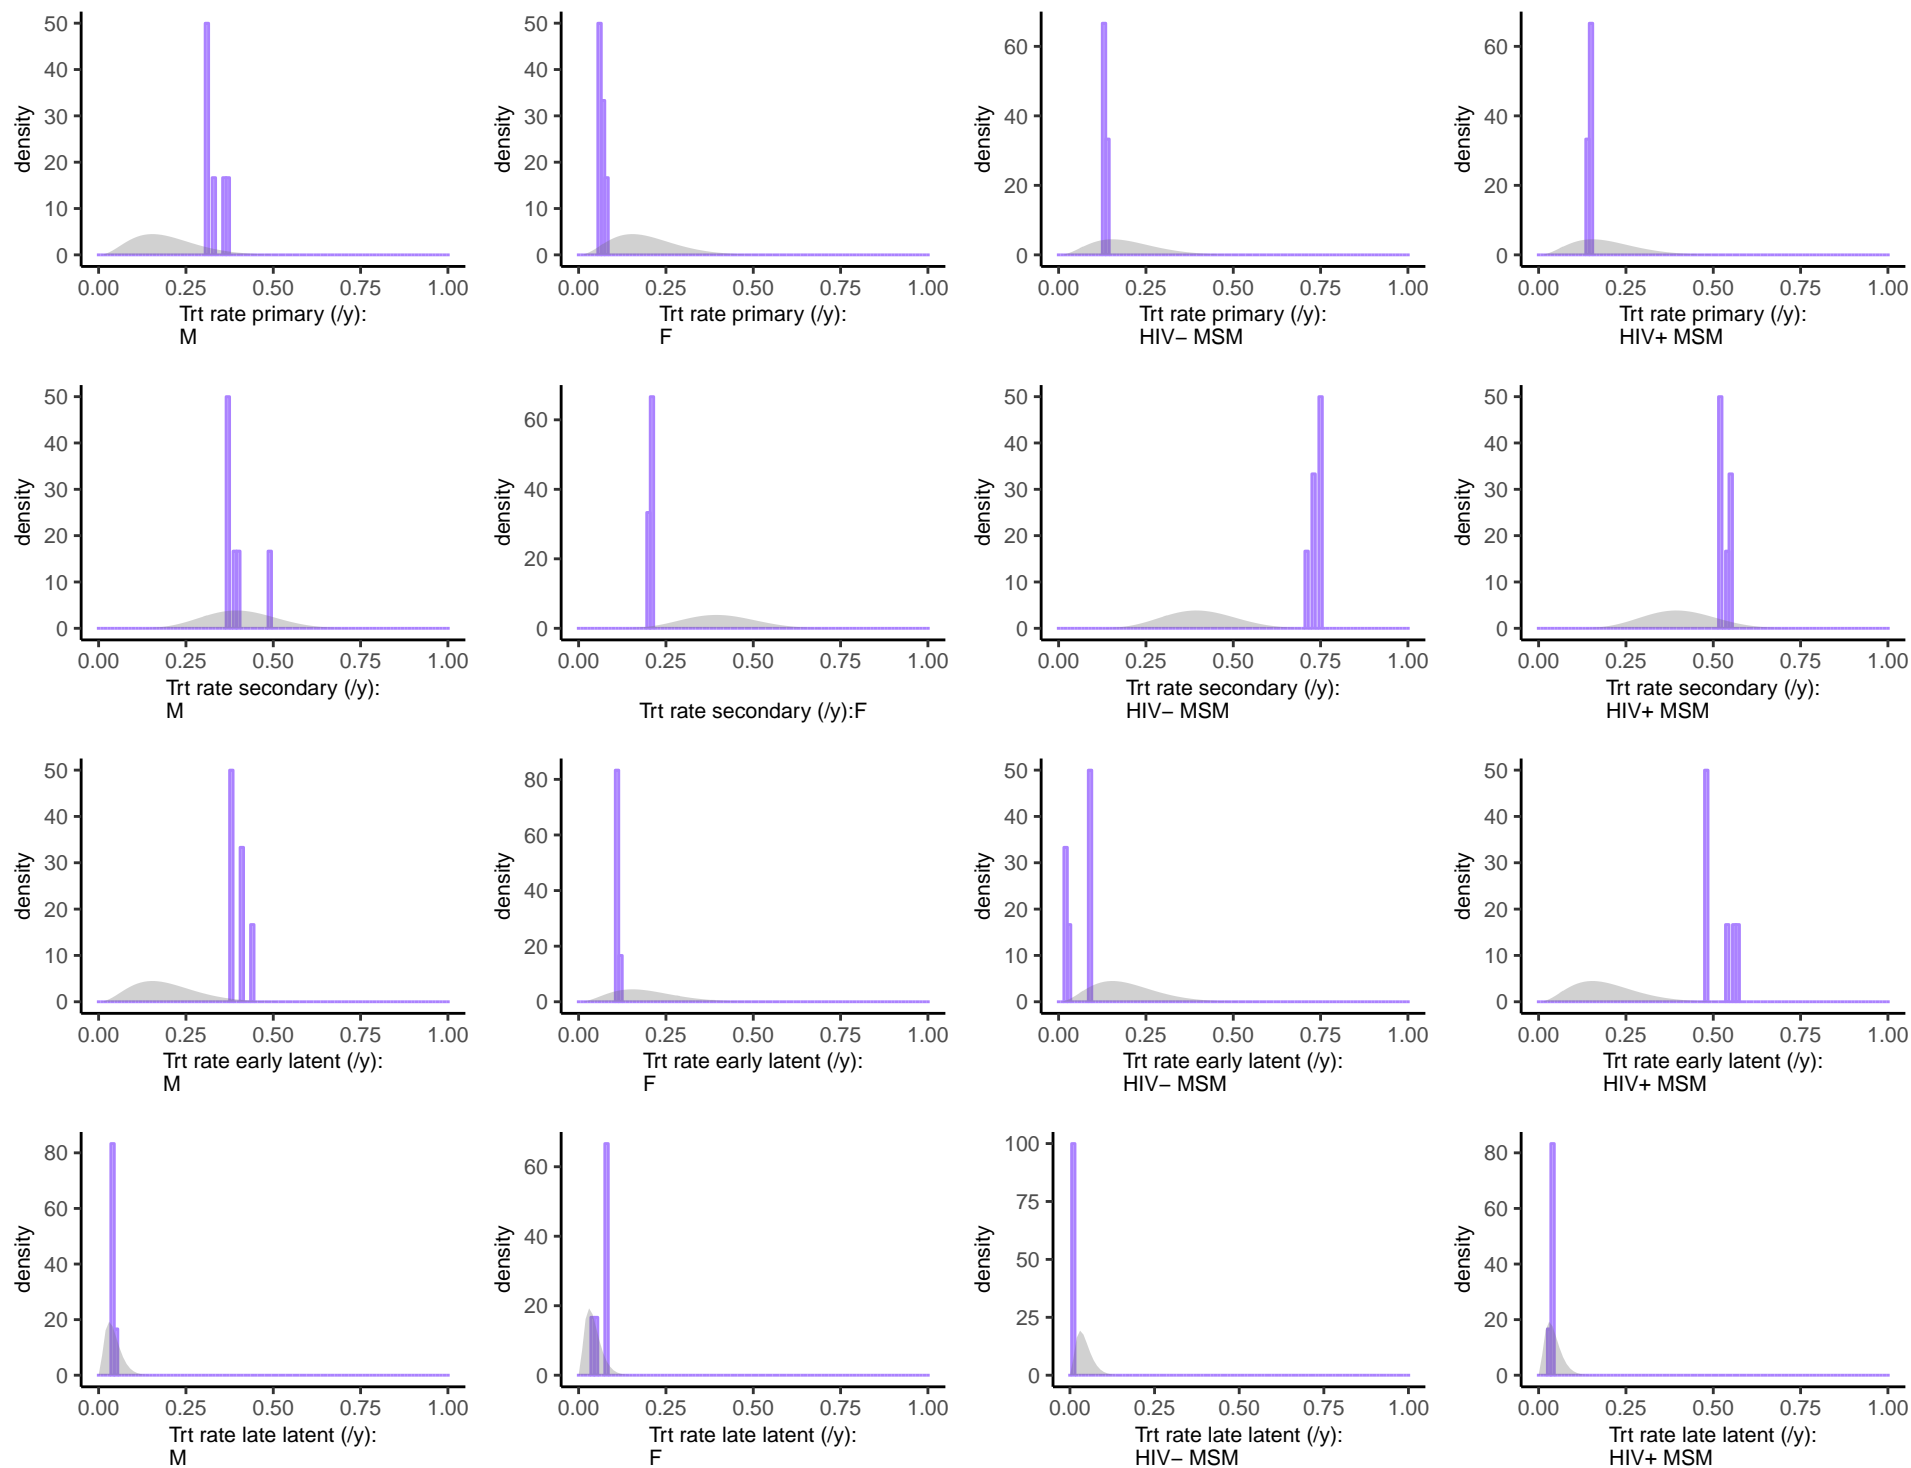 50
40
30
20
10
0
density
0.00 0.25 0.50 0.75 1.00
Trt rate primary (/y):
M
50
40
30
20
10
0
density
0.00 0.25 0.50 0.75 1.00
Trt rate primary (/y):
F
60
40
20
0
density
0.00 0.25 0.50 0.75 1.00
Trt rate primary (/y):
HIV− MSM
60
40
20
0
density
0.00 0.25 0.50 0.75 1.00
Trt rate primary (/y):
HIV+ MSM
50
40
30
20
10
0
density
0.00 0.25 0.50 0.75 1.00
Trt rate secondary (/y):
M
60
40
20
0
density
0.00 0.25 0.50 0.75 1.00
Trt rate secondary (/y):F
50
40
30
20
10
0
density
0.00 0.25 0.50 0.75 1.00
Trt rate secondary (/y):
HIV− MSM
50
40
30
20
10
0
density
0.00 0.25 0.50 0.75 1.00
Trt rate secondary (/y):
HIV+ MSM
50
40
30
20
10
0
density
0.00 0.25 0.50 0.75 1.00
Trt rate early latent (/y):
M
80
60
40
20
0
density
0.00 0.25 0.50 0.75 1.00
Trt rate early latent (/y):
F
50
40
30
20
10
0
density
0.00 0.25 0.50 0.75 1.00
Trt rate early latent (/y):
HIV− MSM
50
40
30
20
10
0
density
0.00 0.25 0.50 0.75 1.00
Trt rate early latent (/y):
HIV+ MSM
80
60
40
20
0
density
0.00 0.25 0.50 0.75 1.00
Trt rate late latent (/y):
M
60
40
20
0
density
0.00 0.25 0.50 0.75 1.00
Trt rate late latent (/y):
F
100
75
50
25
0
density
0.00 0.25 0.50 0.75 1.00
Trt rate late latent (/y):
HIV− MSM
80
60
40
20
0
density
0.00 0.25 0.50 0.75 1.00
Trt rate late latent (/y):
HIV+ MSM